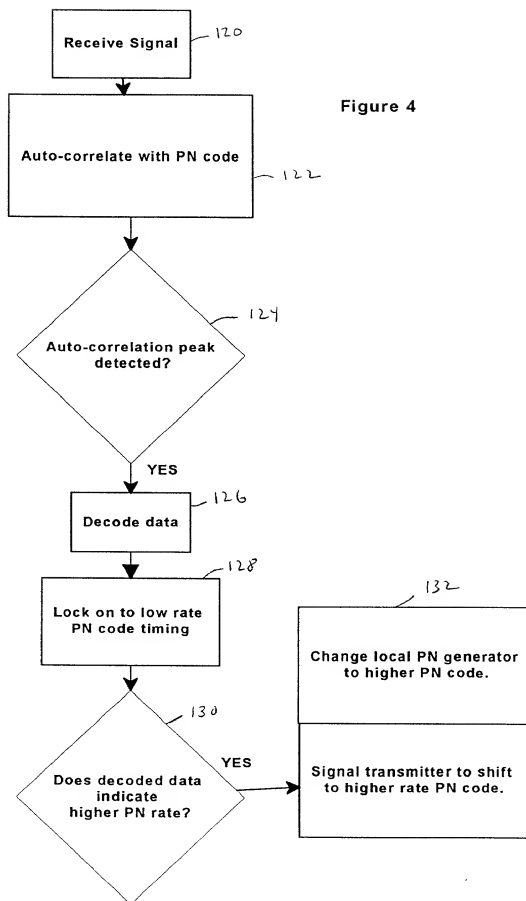 Receive Signal
120
Figure 4
Auto-correlate with PN code
122
124
Auto-correlation peak
detected?
YES
126
Decode data
128
Lock on to low rate
PN code timing
132
Change local PN generator
to higher PN code.
130
YES
Does decoded data
indicate
higher PN rate?
Signal transmitter to shift
to higher rate PN code.